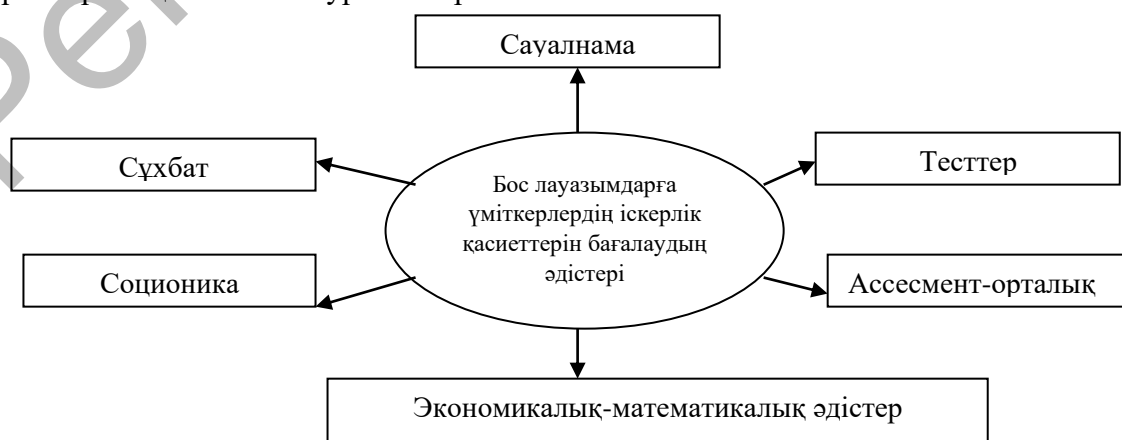 Сауалнама
Сұхбат
Тесттер
Бос лауазымдарға
үміткерлердің іскерлік
қасиеттерін бағалаудың
әдістері
Соционика
Ассесмент-орталық
Экономикалық-математикалық әдістер